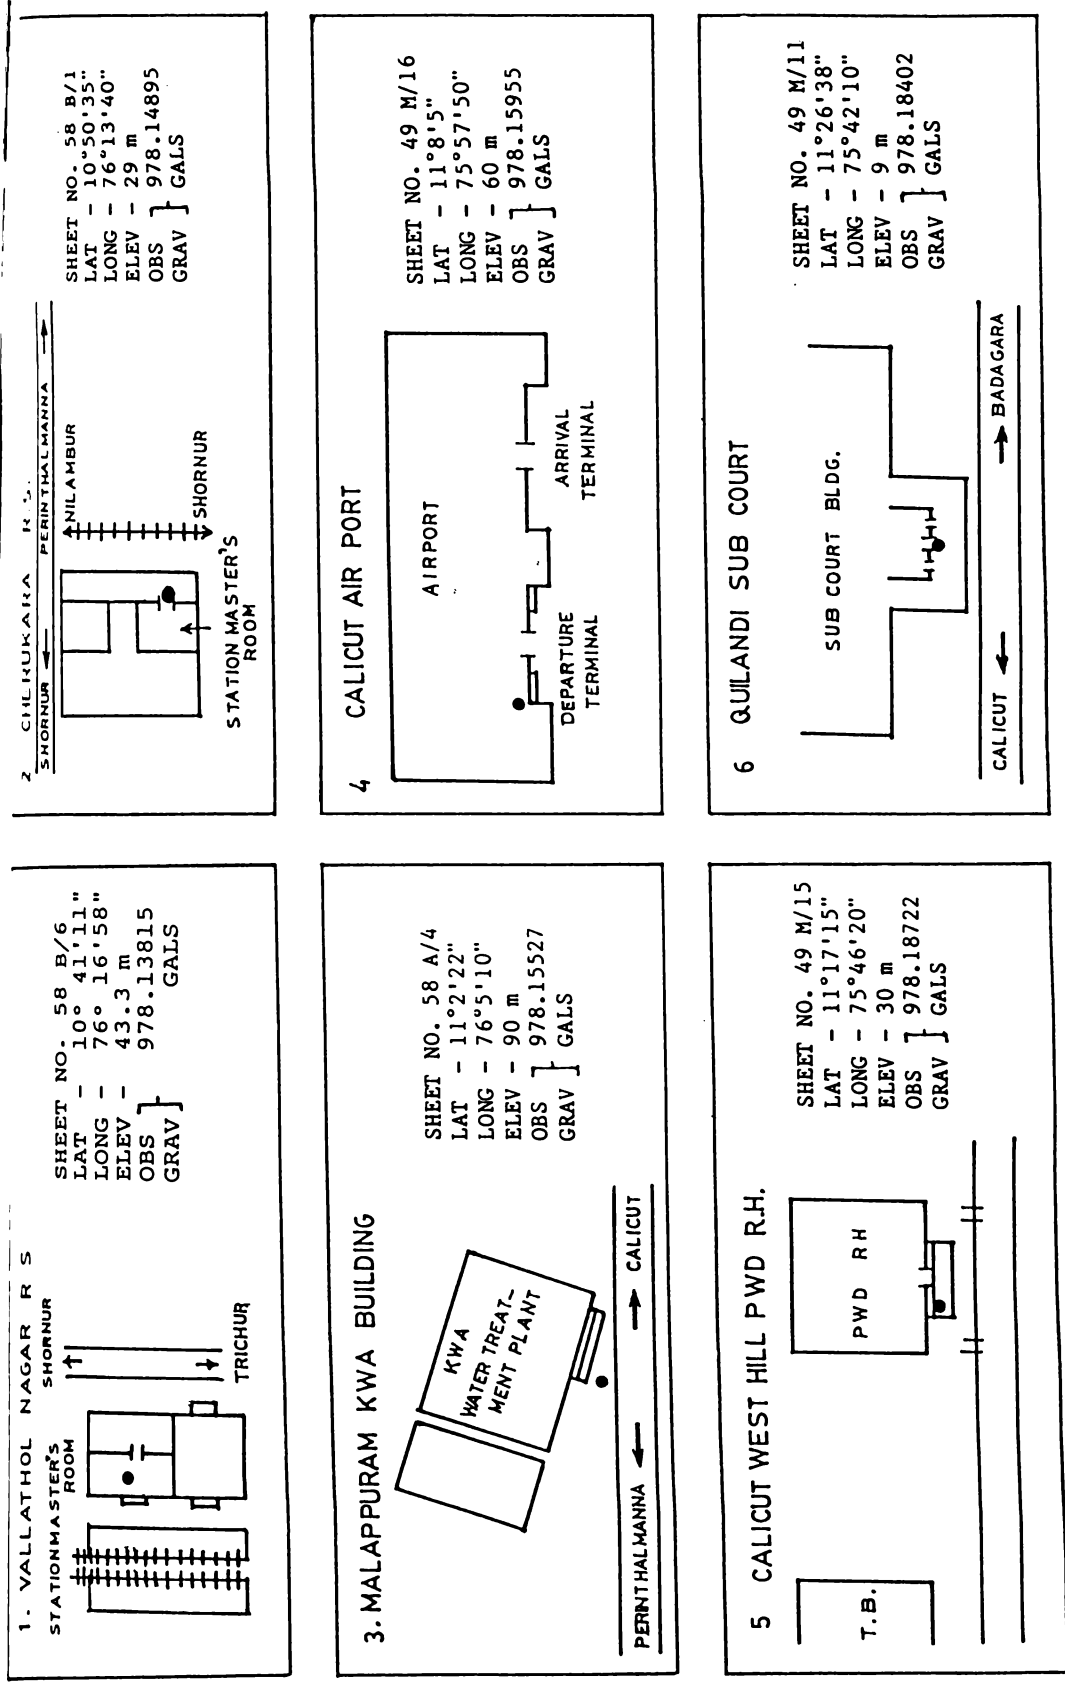 1. VALLATHOL NAGAR R S
STATIONMASTER'S
ROOM
SHORNUR
TRICHUR
SHEET NO. 58 B/6
LAT - 10° 41'11"
LONG - 76° 16'58"
ELEV - 43.3 m
OBS } 978.13815
GRAV } GALS
2 CHERUKARA R.S.
SHORNUR PERINTHALMANNA
NILAMBUR
SHORNUR
STATION MASTER'S
ROOM
SHEET NO. 58 B/1
LAT - 10°50'35"
LONG - 76°13'40"
ELEV - 29 m
OBS } 978.14895
GRAV } GALS
3. MALAPPURAM KWA BUILDING
KWA
WATER TREAT-
MENT PLANT
PERINTHALMANNA CALICUT
SHEET NO. 58 A/4
LAT - 11°2'22"
LONG - 76°5'10"
ELEV - 90 m
OBS } 978.15527
GRAV } GALS
4 CALICUT AIR PORT
AIRPORT
DEPARTURE
TERMINAL
ARRIVAL
TERMINAL
SHEET NO. 49 M/16
LAT - 11°8'5"
LONG - 75°57'50"
ELEV - 60 m
OBS } 978.15955
GRAV } GALS
5 CALICUT WEST HILL PWD R.H.
T.B.
PWD RH
SHEET NO. 49 M/15
LAT - 11°17'15"
LONG - 75°46'20"
ELEV - 30 m
OBS } 978.18722
GRAV } GALS
6 QUILANDI SUB COURT
SUB COURT BLDG.
CALICUT BADAGARA
SHEET NO. 49 M/11
LAT - 11°26'38"
LONG - 75°42'10"
ELEV - 9 m
OBS } 978.18402
GRAV } GALS